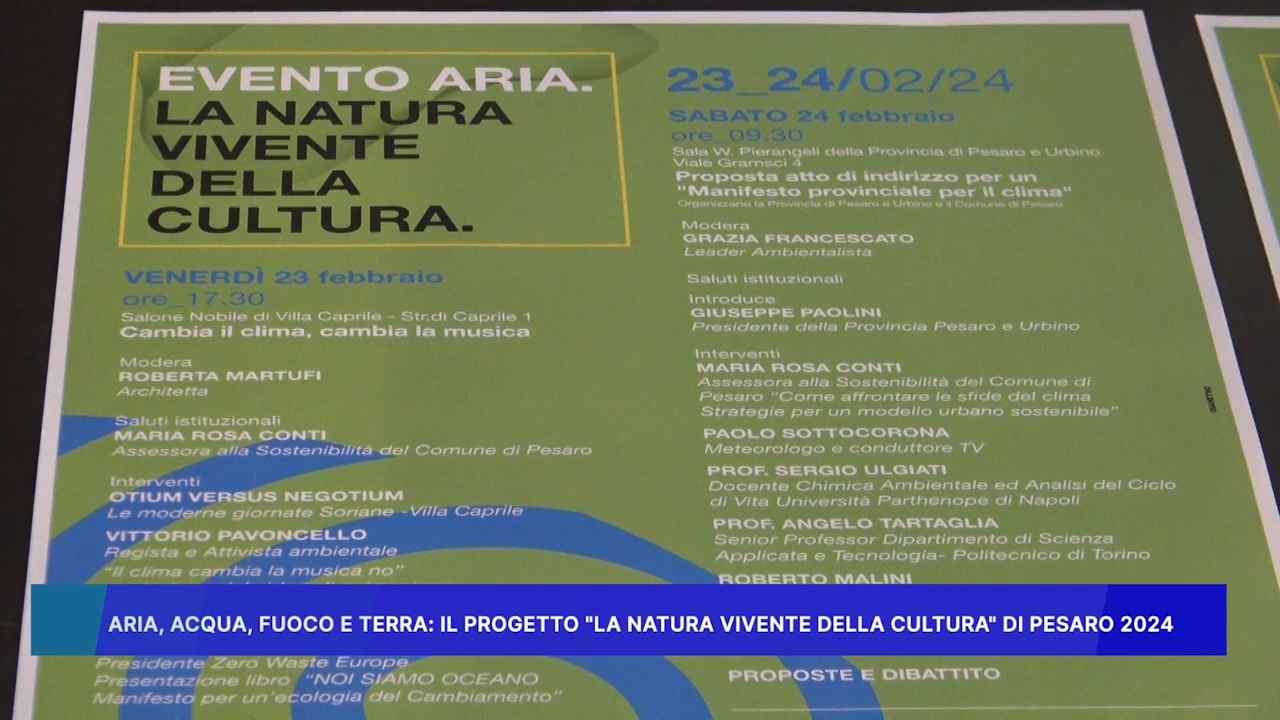 EVENTO ARIA.
LA NATURA
VIVENTE
DELLA
CULTURA.
VENERDÌ 23 febbraio
ore_17.30
Salone Nobile di Villa Caprile - Str.di Caprile 1
Cambia il clima, cambia la musica
Modera
ROBERTA MARTUFI
Architetta
Saluti istituzionali
MARIA ROSA CONTI
Assessora alla Sostenibilità del Comune di Pesaro
Interventi
OTIUM VERSUS NEGOTIUM
Le moderne giornate Soriane -Villa Caprile
VITTORIO PAVONCELLO
Regista e Attivista ambientale
"Il clima cambia la musica no"
Presidente Zero Waste Europe
Presentazione libro "NOI SIAMO OCEANO
Manifesto per un'ecologia del Cambiamento"
23_24/02/24
SABATO 24 febbraio
ore_09.30
Sala W. Pierangeli della Provincia di Pesaro e Urbino
Viale Gramsci 4
Proposta atto di indirizzo per un
"Manifesto provinciale per il clima"
Organizzano la Provincia di Pesaro e Urbino e il Comune di Pesaro
Modera
GRAZIA FRANCESCATO
Leader Ambientalista
Saluti istituzionali
Introduce
GIUSEPPE PAOLINI
Presidente della Provincia Pesaro e Urbino
Interventi
MARIA ROSA CONTI
Assessora alla Sostenibilità del Comune di
Pesaro "Come affrontare le sfide del clima
Strategie per un modello urbano sostenibile"
PAOLO SOTTOCORONA
Meteorologo e conduttore TV
PROF. SERGIO ULGIATI
Docente Chimica Ambientale ed Analisi del Ciclo
di Vita Università Parthenope di Napoli
PROF. ANGELO TARTAGLIA
Senior Professor Dipartimento di Scienza
Applicata e Tecnologia- Politecnico di Torino
ROBERTO MALINI
PROPOSTE E DIBATTITO
ARIA, ACQUA, FUOCO E TERRA: IL PROGETTO "LA NATURA VIVENTE DELLA CULTURA" DI PESARO 2024